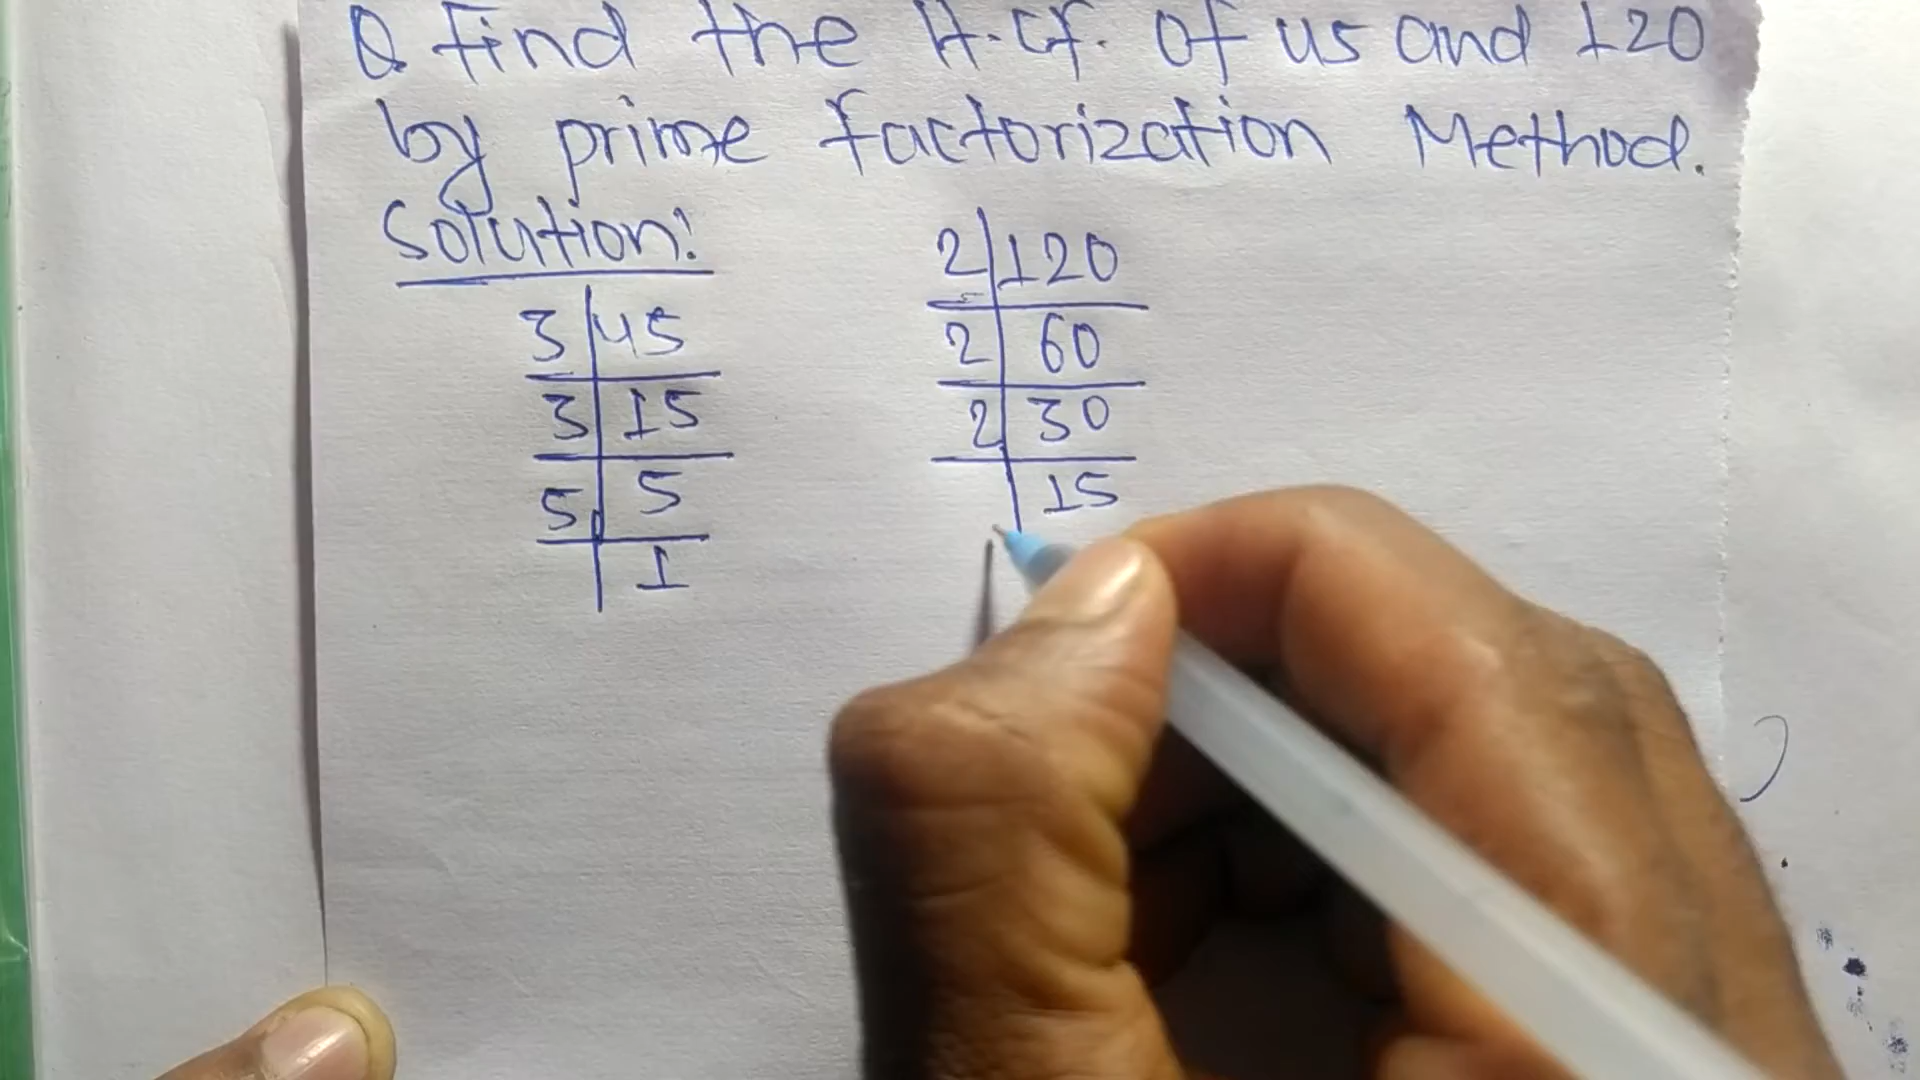 Q Find the H.C.F. of 45 and 120
by prime factorization Method.
Solution:
3 | 45
3 | 15
5 | 5
1
2 | 120
2 | 60
2 | 30
15